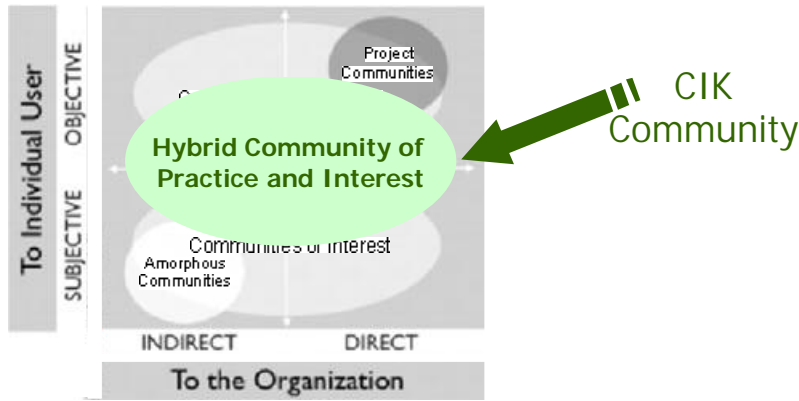 To Individual User
OBJECTIVE
SUBJECTIVE
Project
Communities
Hybrid Community of
Practice and Interest
CIK
Community
Communities of Interest
Amorphous
Communities
INDIRECT
DIRECT
To the Organization